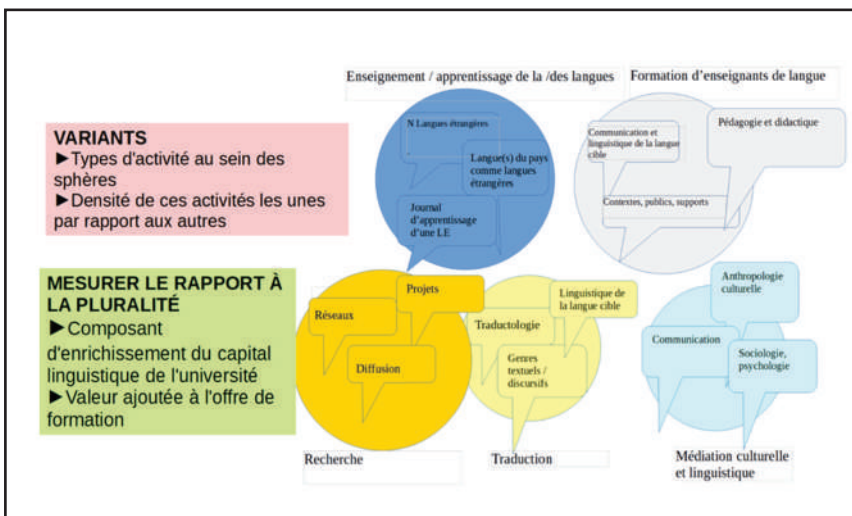 Enseignement / apprentissage de la /des langues
Formation d'enseignants de langue
VARIANTS
►Types d'activité au sein des
sphères
►Densité de ces activités les unes
par rapport aux autres
N Langues étrangères
.
Langue(s) du pays
comme langues
étrangères
Journal
d'apprentissage
d'une LE
Communication et
linguistique de la langue
cible
Pédagogie et didactique
Contextes, publics, supports
MESURER LE RAPPORT À
LA PLURALITÉ
►Composant
d'enrichissement du capital
linguistique de l'université
►Valeur ajoutée à l'offre de
formation
Projets
Réseaux
Diffusion
Linguistique de
la langue cible
Traductologie
Genres
textuels /
discursifs
Anthropologie
culturelle
Communication
Sociologie,
psychologie
Recherche
Traduction
Médiation culturelle
et linguistique